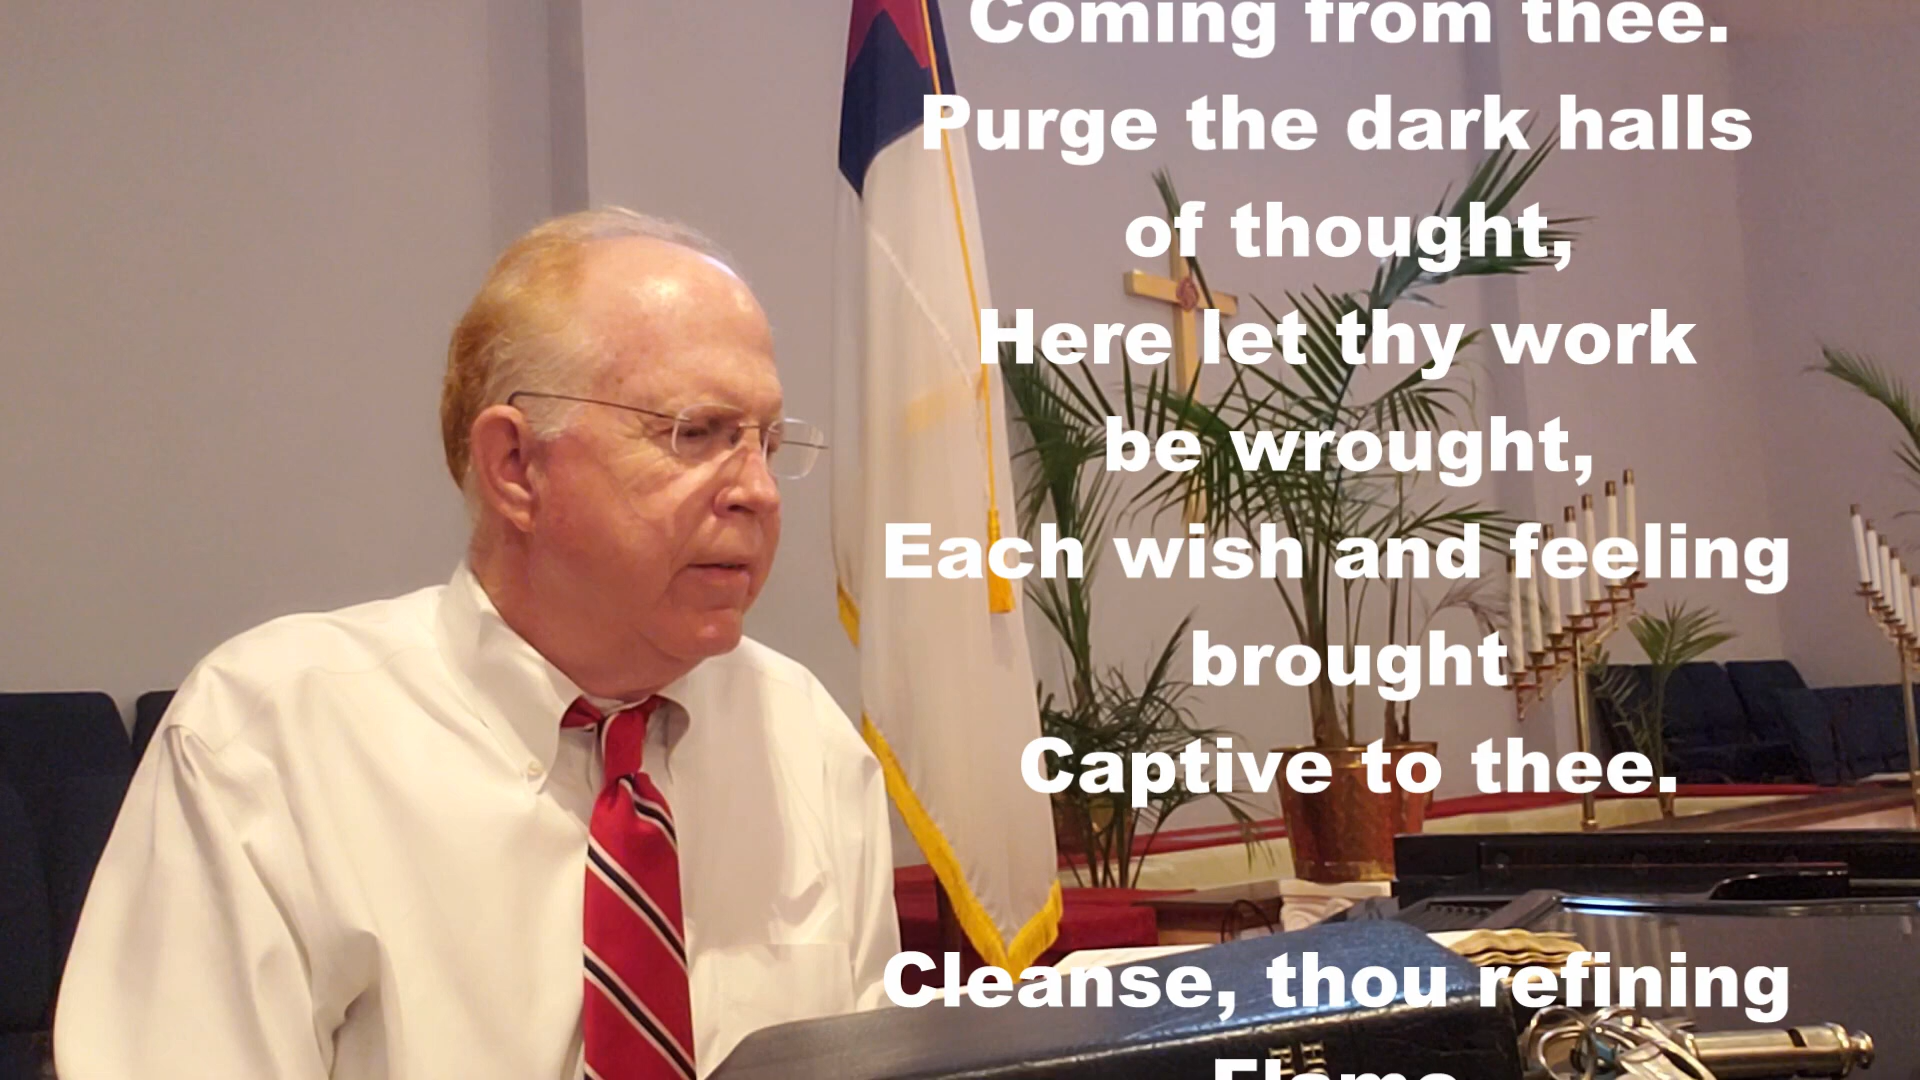 Coming from thee.
Purge the dark halls
of thought,
Here let thy work
be wrought,
Each wish and feeling
brought
Captive to thee.
Cleanse, thou refining
Flame